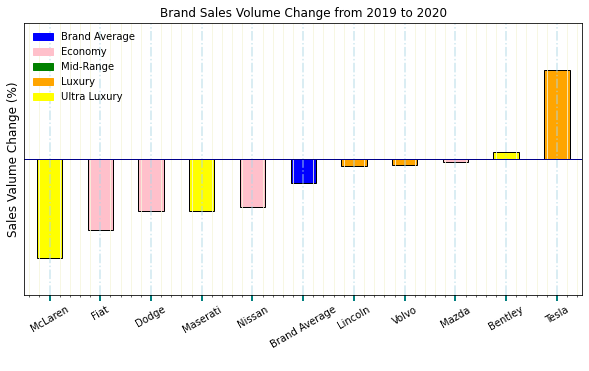 Brand Sales Volume Change from 2019 to 2020
Brand Average
Economy
Mid-Range
Luxury
Ultra Luxury
Sales Valume Change (%)
McLaren
Fiat
Dodge
Maserati
Nissan
Brand Average
Lincoln
Volvo
Mazda
Bentley
Tesla